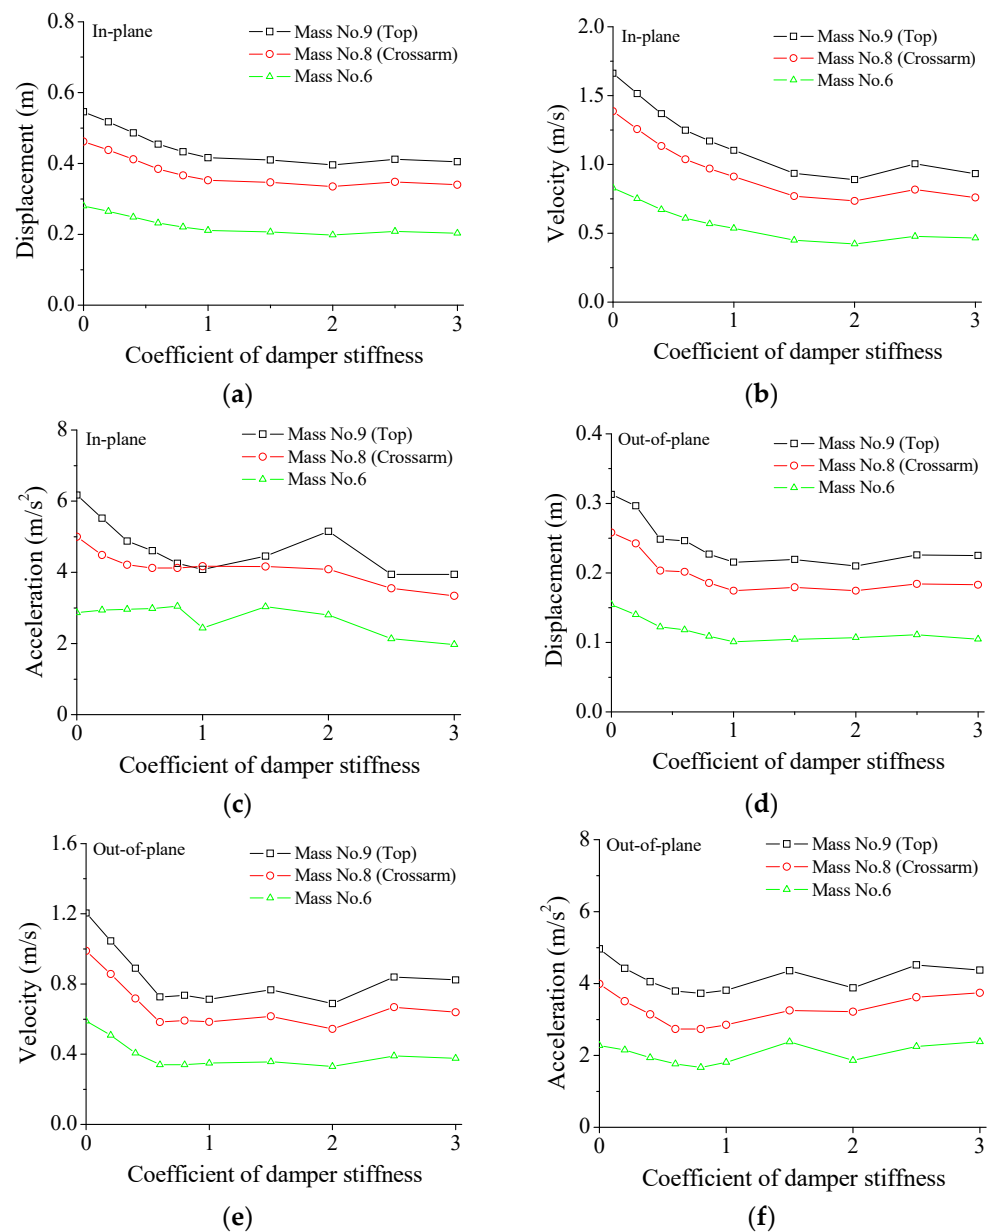 In-plane
Mass No.9 (Top)
Mass No.8 (Crossarm)
Mass No.6
0.8
0.6
0.4
0.2
0.0
Displacement (m)
0 1 2 3
Coefficient of damper stiffness
(a)
In-plane
Mass No.9 (Top)
Mass No.8 (Crossarm)
Mass No.6
2.0
1.5
1.0
0.5
0.0
Velocity (m/s)
0 1 2 3
Coefficient of damper stiffness
(b)
In-plane
Mass No.9 (Top)
Mass No.8 (Crossarm)
Mass No.6
8
6
4
2
0
Acceleration (m/s²)
0 1 2 3
Coefficient of damper stiffness
(c)
Out-of-plane
Mass No.9 (Top)
Mass No.8 (Crossarm)
Mass No.6
0.4
0.3
0.2
0.1
0.0
Displacement (m)
0 1 2 3
Coefficient of damper stiffness
(d)
Out-of-plane
Mass No.9 (Top)
Mass No.8 (Crossarm)
Mass No.6
1.6
1.2
0.8
0.4
0.0
Velocity (m/s)
0 1 2 3
Coefficient of damper stiffness
(e)
Out-of-plane
Mass No.9 (Top)
Mass No.8 (Crossarm)
Mass No.6
8
6
4
2
0
Acceleration (m/s²)
0 1 2 3
Coefficient of damper stiffness
(f)